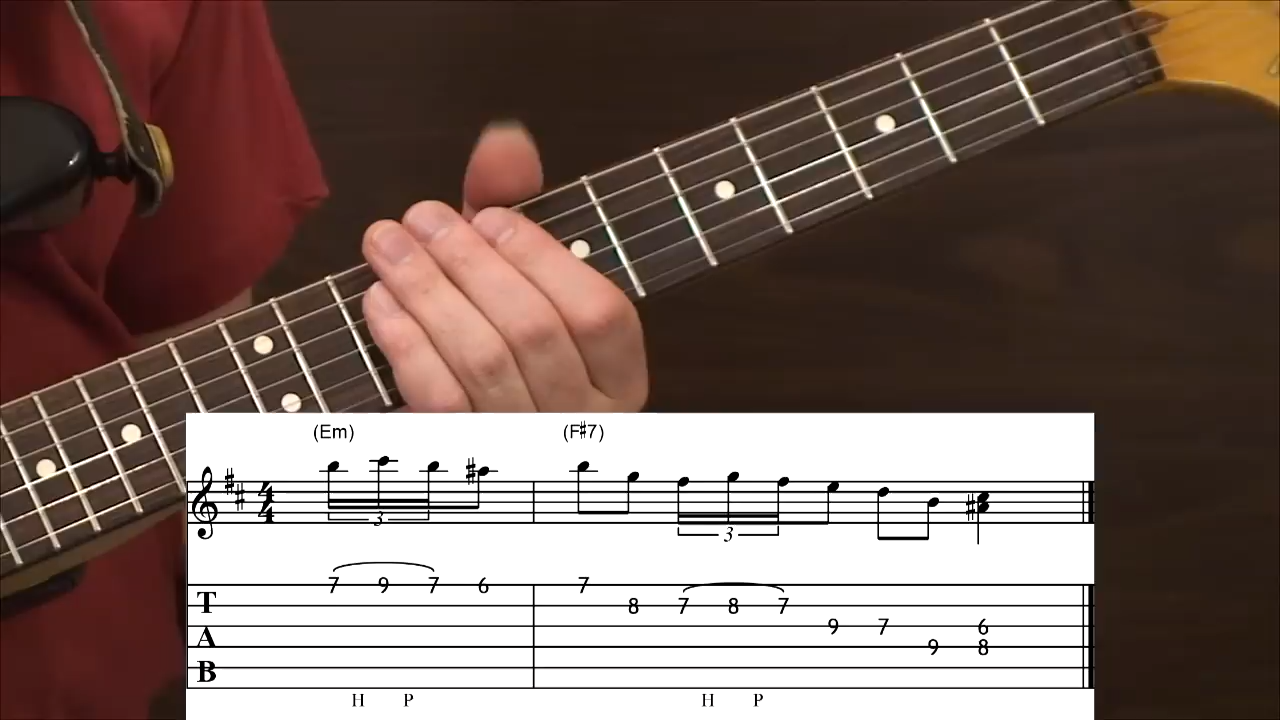 (Em) (F#7)
3 3
7 9 7 6 7
T 8 7 8 7
A 9 7 6
9 8
B
H P H P